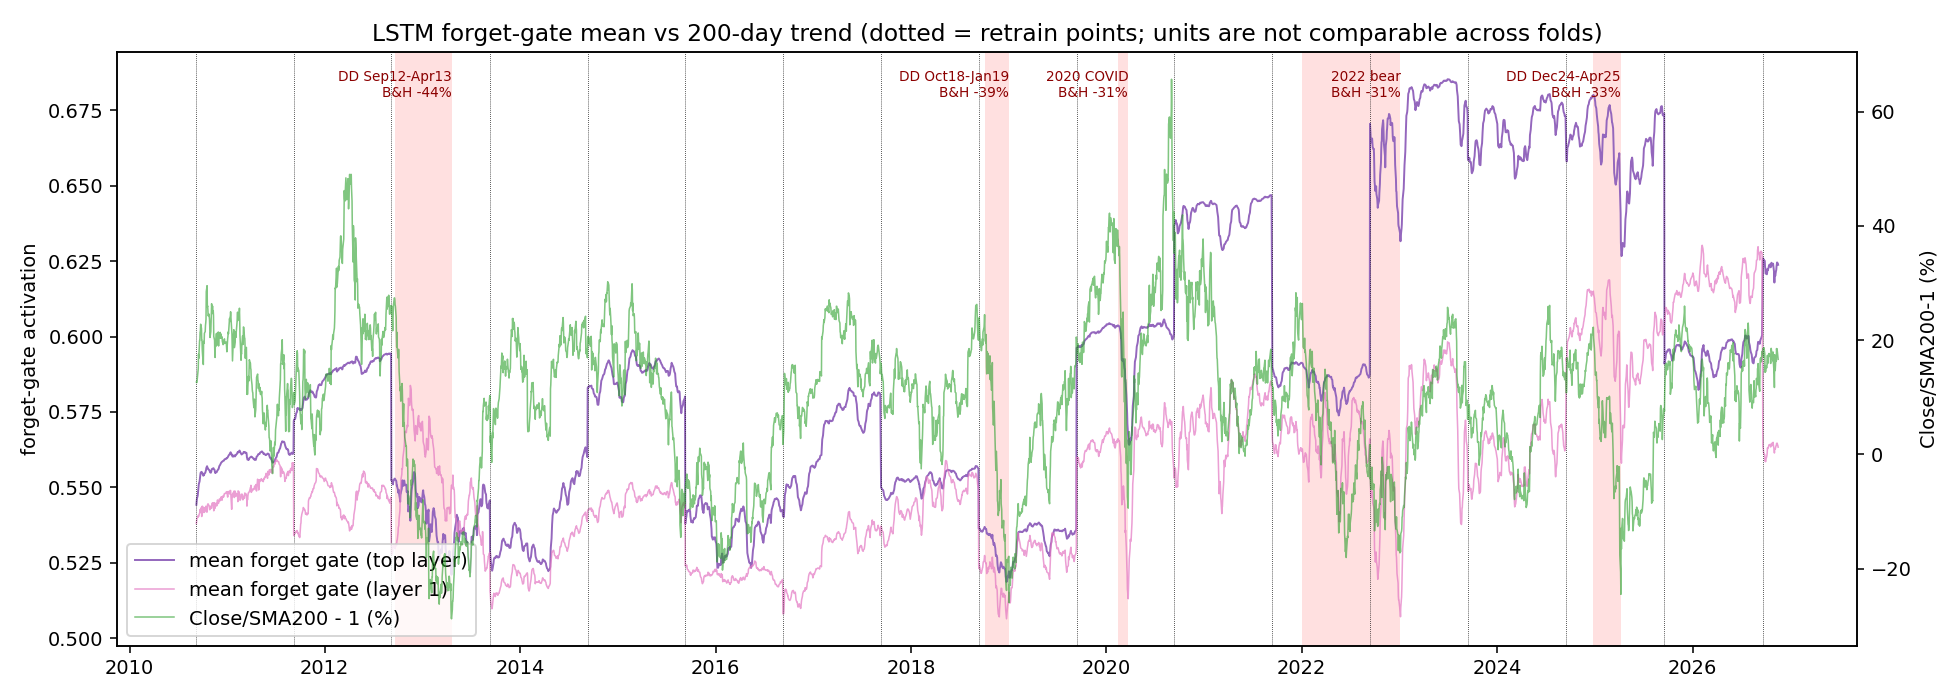 LSTM forget-gate mean vs 200-day trend (dotted = retrain points; units are not comparable across folds)
DD Sep12-Apr13
B&H -44%
DD Oct18-Jan19
B&H -39%
2020 COVID
B&H -31%
2022 bear
B&H -31%
DD Dec24-Apr25
B&H -33%
forget-gate activation
0.675
0.650
0.625
0.600
0.575
0.550
0.525
0.500
mean forget gate (top layer)
mean forget gate (layer 1)
Close/SMA200 - 1 (%)
60
40
20
0
−20
Close/SMA200-1 (%)
2010
2012
2014
2016
2018
2020
2022
2024
2026